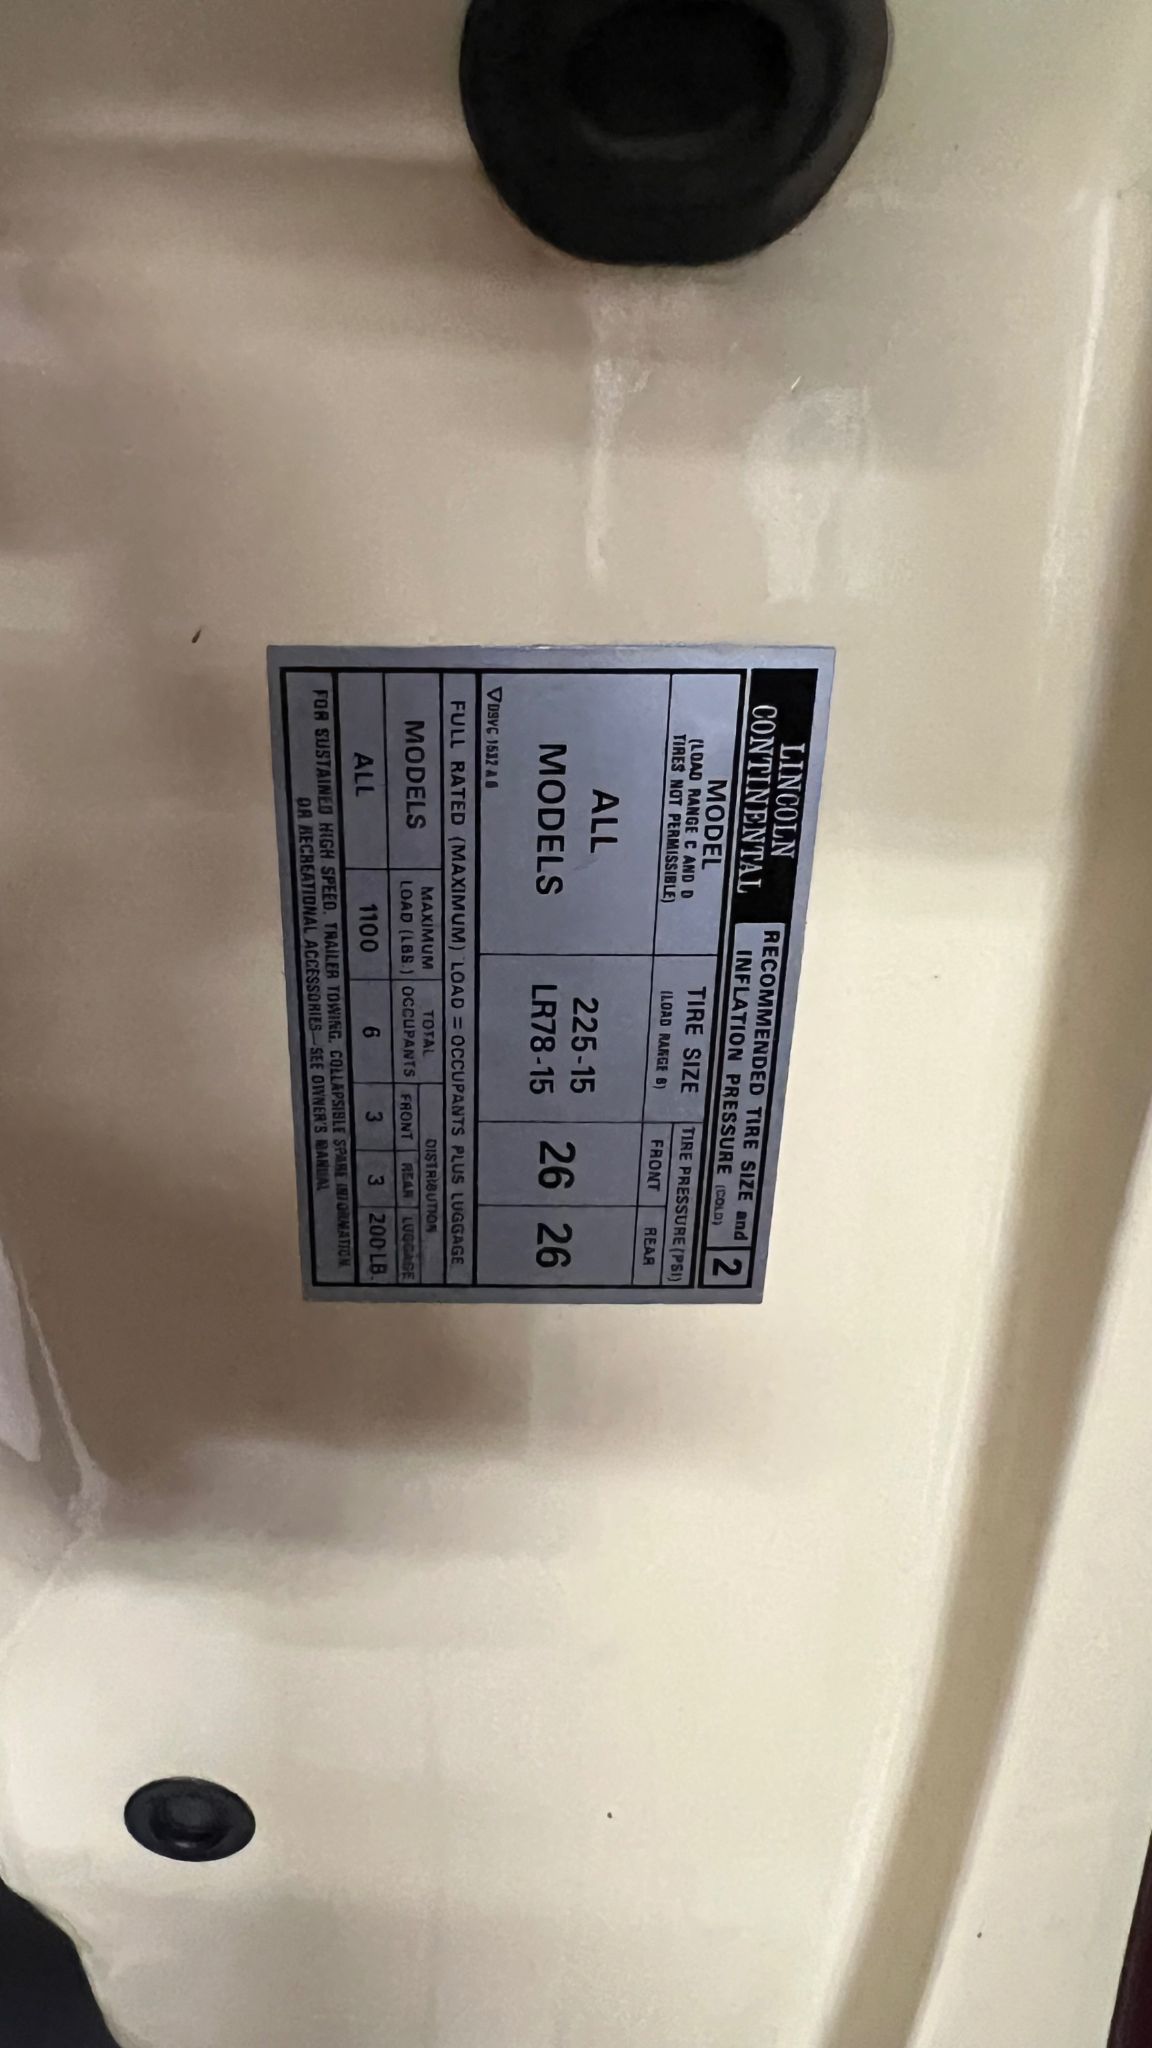 LINCOLN
CONTINENTAL
RECOMMENDED TIRE SIZE and
INFLATION PRESSURE (COLD)
2
MODEL
(LOAD RANGE C AND D
TIRES NOT PERMISSIBLE)
TIRE SIZE
(LOAD RANGE B)
TIRE PRESSURE (PSI)
FRONT REAR
ALL
MODELS
225-15
LR78-15
26 26
FULL RATED (MAXIMUM) LOAD = OCCUPANTS PLUS LUGGAGE
MODELS
MAXIMUM
LOAD (LBS.)
TOTAL
OCCUPANTS
DISTRIBUTION
FRONT REAR LUGGAGE
ALL 1100 6 3 3 200 LB.
FOR SUSTAINED HIGH SPEED, TRAILER TOWING, COLLAPSIBLE SPARE INFORMATION
OR RECREATIONAL ACCESSORIES—SEE OWNER'S MANUAL